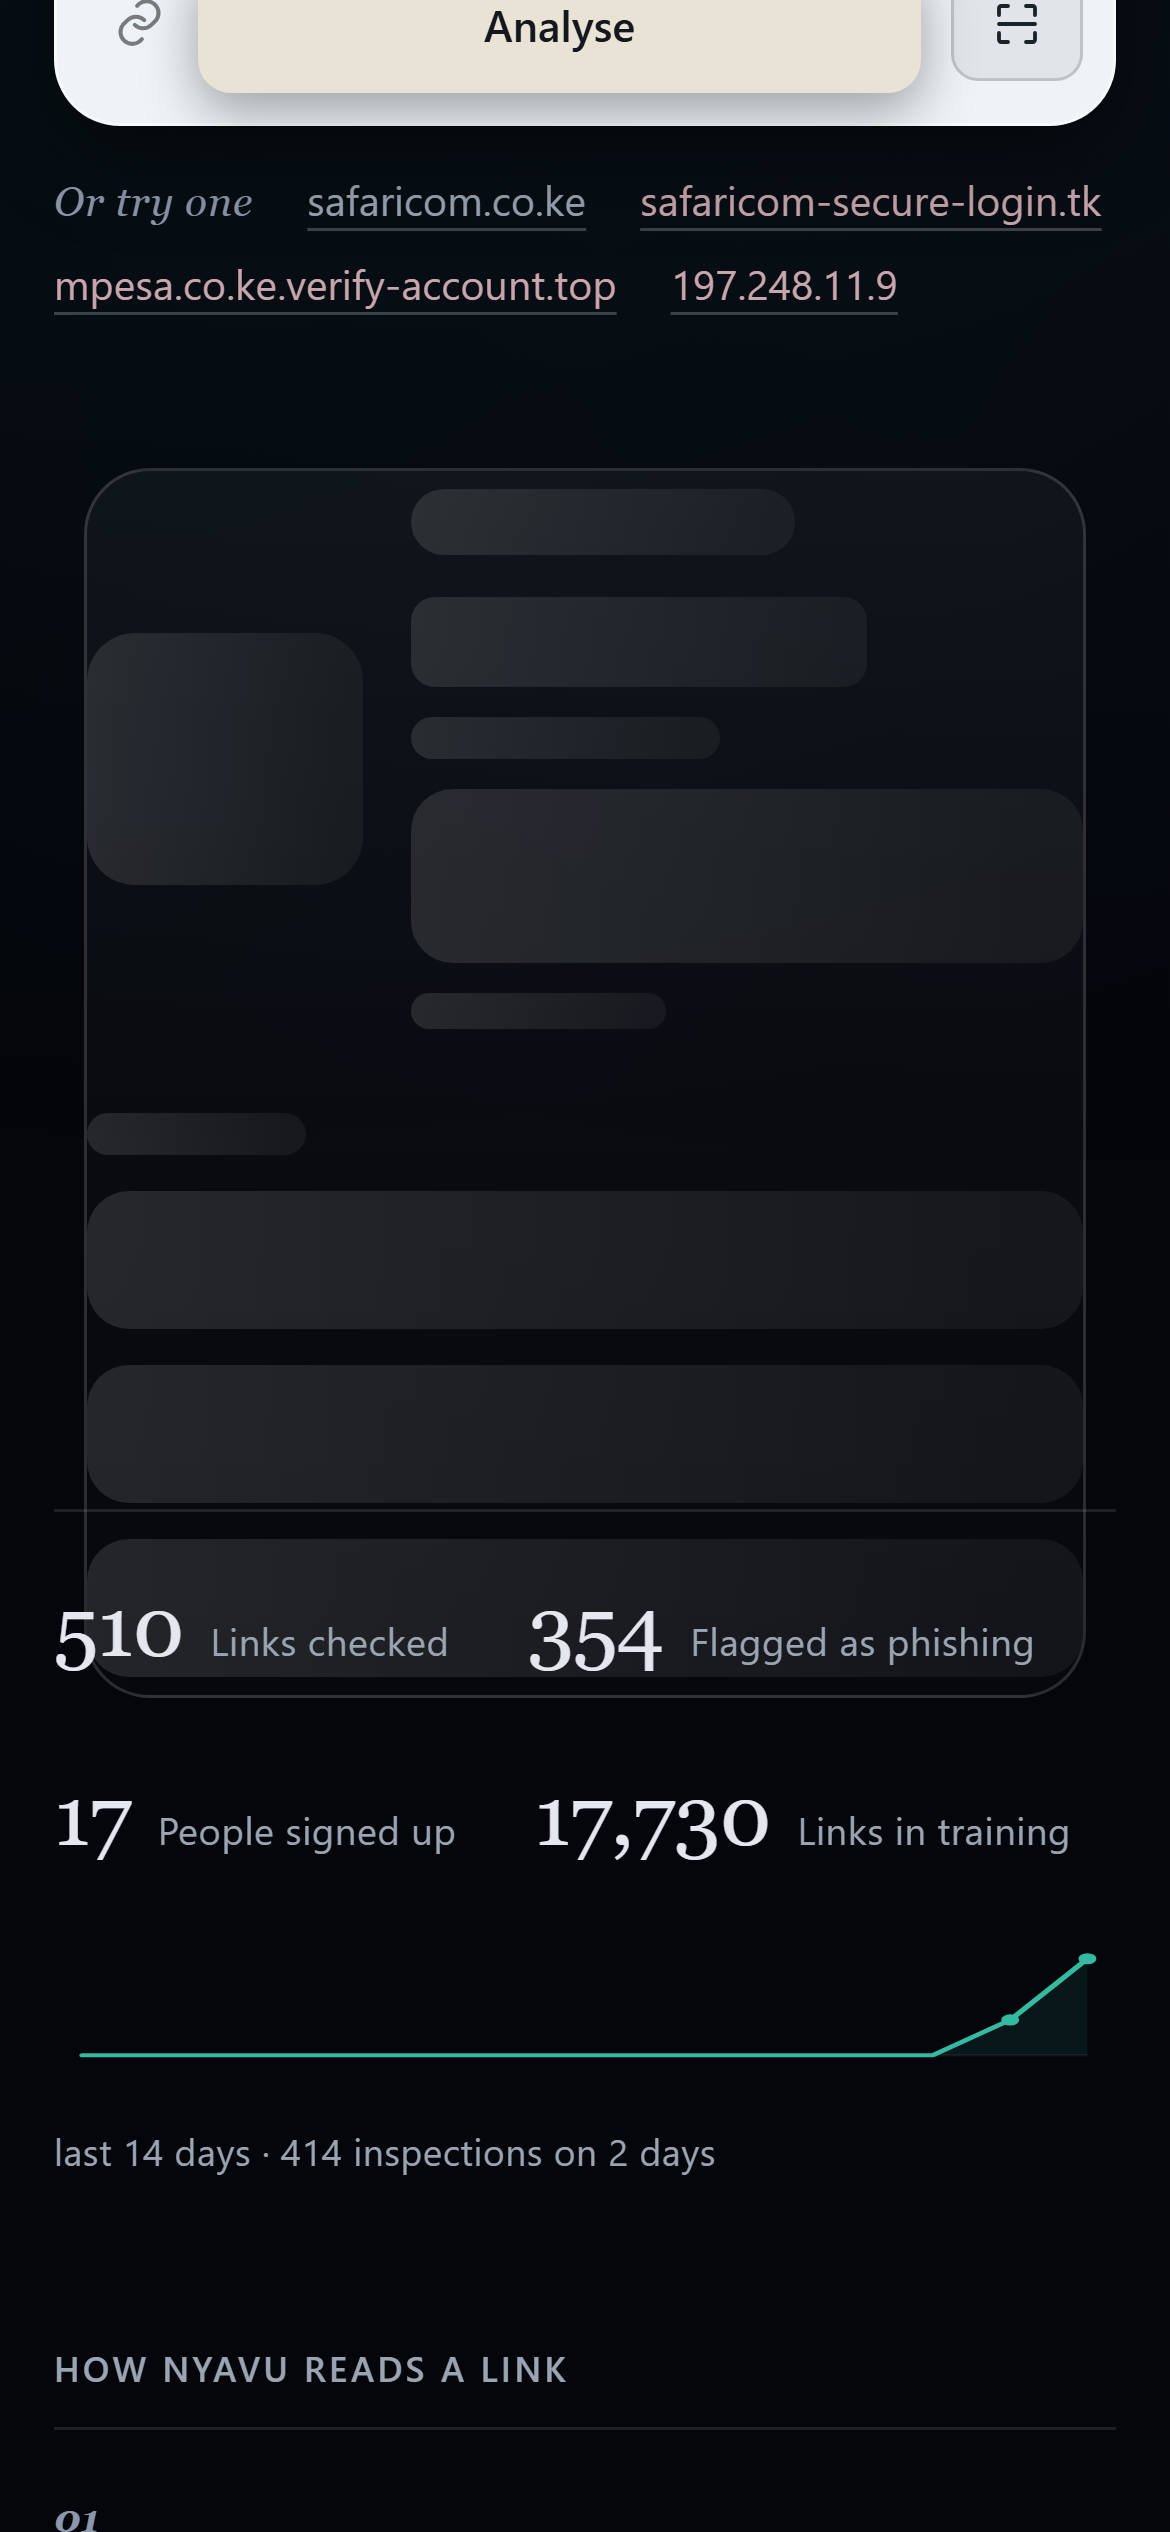 Analyse
Or try one safaricom.co.ke safaricom-secure-login.tk
mpesa.co.ke.verify-account.top 197.248.11.9
510 Links checked 354 Flagged as phishing
17 People signed up 17,730 Links in training
last 14 days · 414 inspections on 2 days
HOW NYAVU READS A LINK
01